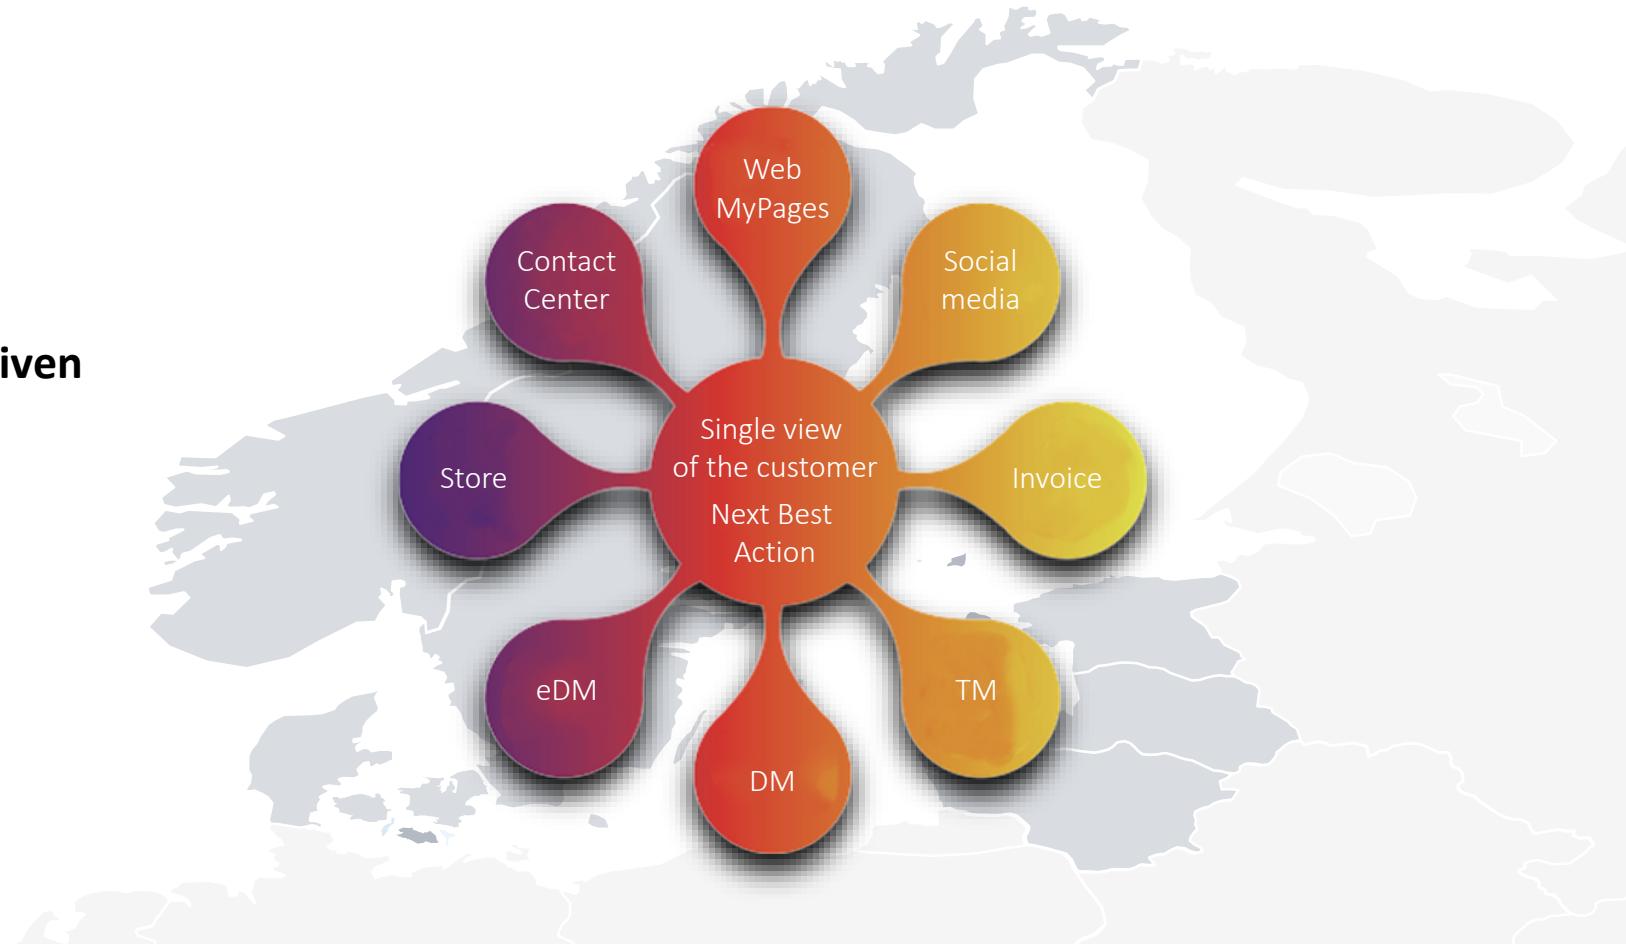 Web
MyPages
Contact
Center
Social
media
iven
Single view
of the customer
Next Best
Action
Store
Invoice
eDM
TM
DM